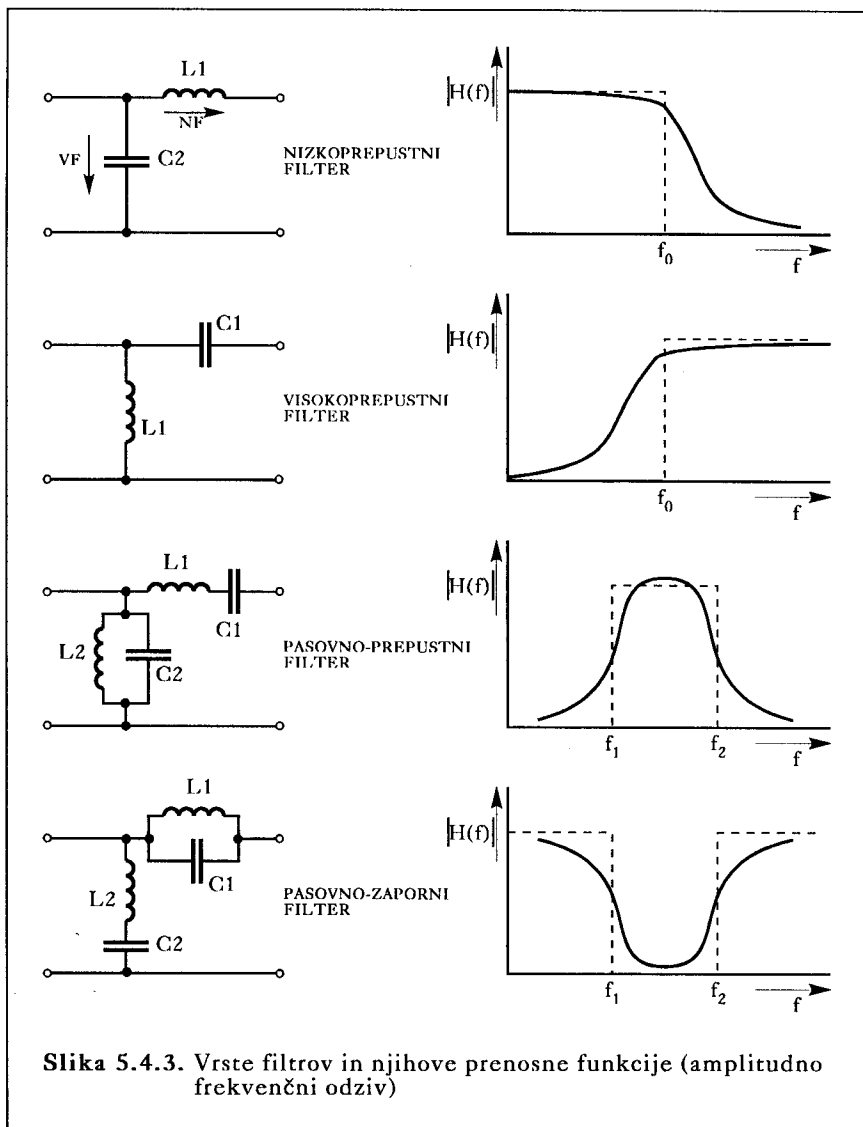 L1
NF
VF
C2
NIZKOPREPUSTNI
FILTER
|H(f)|
f₀
f
C1
L1
VISOKOPREPUSTNI
FILTER
|H(f)|
f₀
f
L1
C1
L2
C2
PASOVNO-PREPUSTNI
FILTER
|H(f)|
f₁
f₂
f
L1
C1
L2
C2
PASOVNO-ZAPORNI
FILTER
|H(f)|
f₁
f₂
f
Slika 5.4.3. Vrste filtrov in njihove prenosne funkcije (amplitudno
frekvenčni odziv)